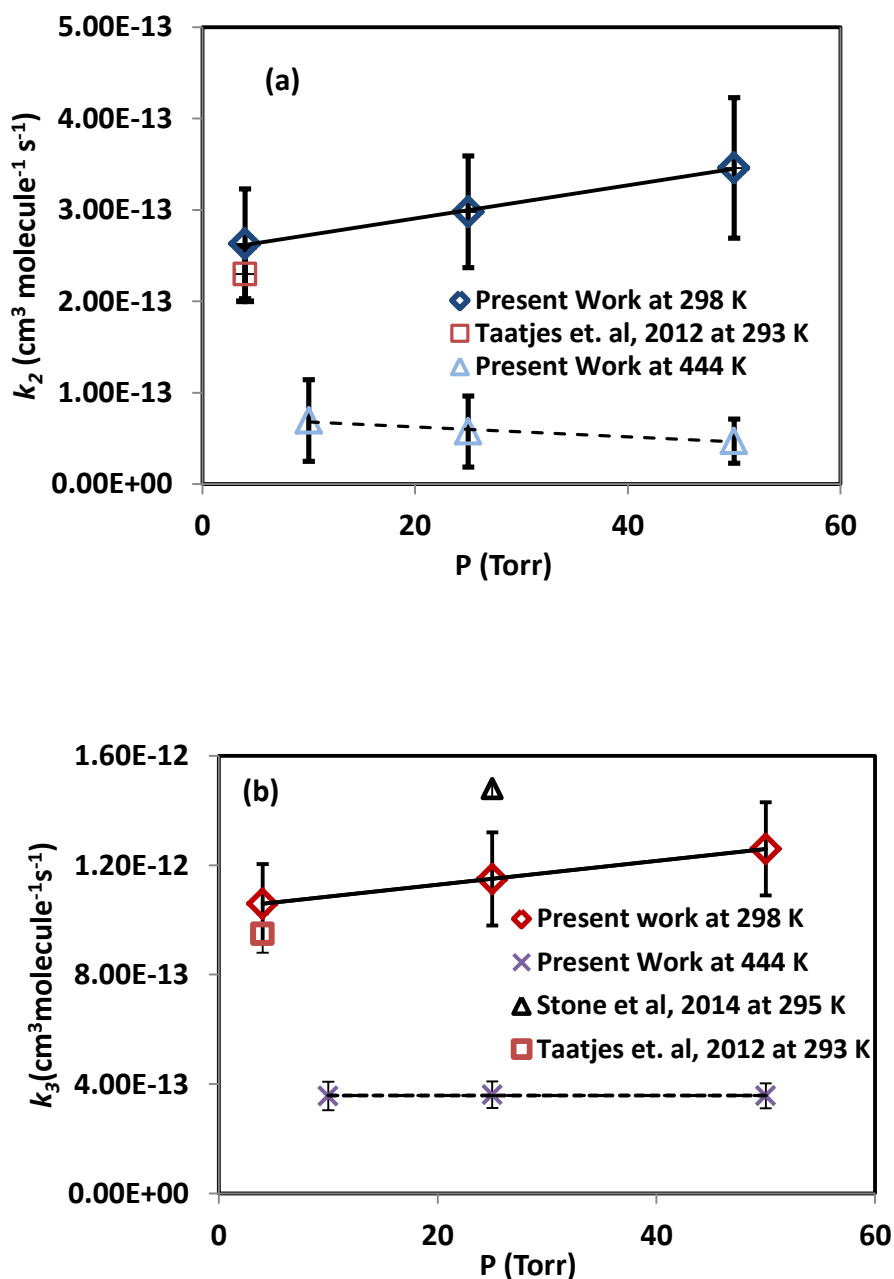 5.00E-13
(a)
4.00E-13
3.00E-13
2.00E-13
1.00E-13
0.00E+00
k2 (cm3 molecule-1 s-1)
Present Work at 298 K
Taatjes et. al, 2012 at 293 K
Present Work at 444 K
0 20 40 60
P (Torr)
1.60E-12
(b)
1.20E-12
8.00E-13
4.00E-13
0.00E+00
k3(cm3molecule-1s-1)
Present work at 298 K
Present Work at 444 K
Stone et al, 2014 at 295 K
Taatjes et. al, 2012 at 293 K
0 20 40 60
P (Torr)